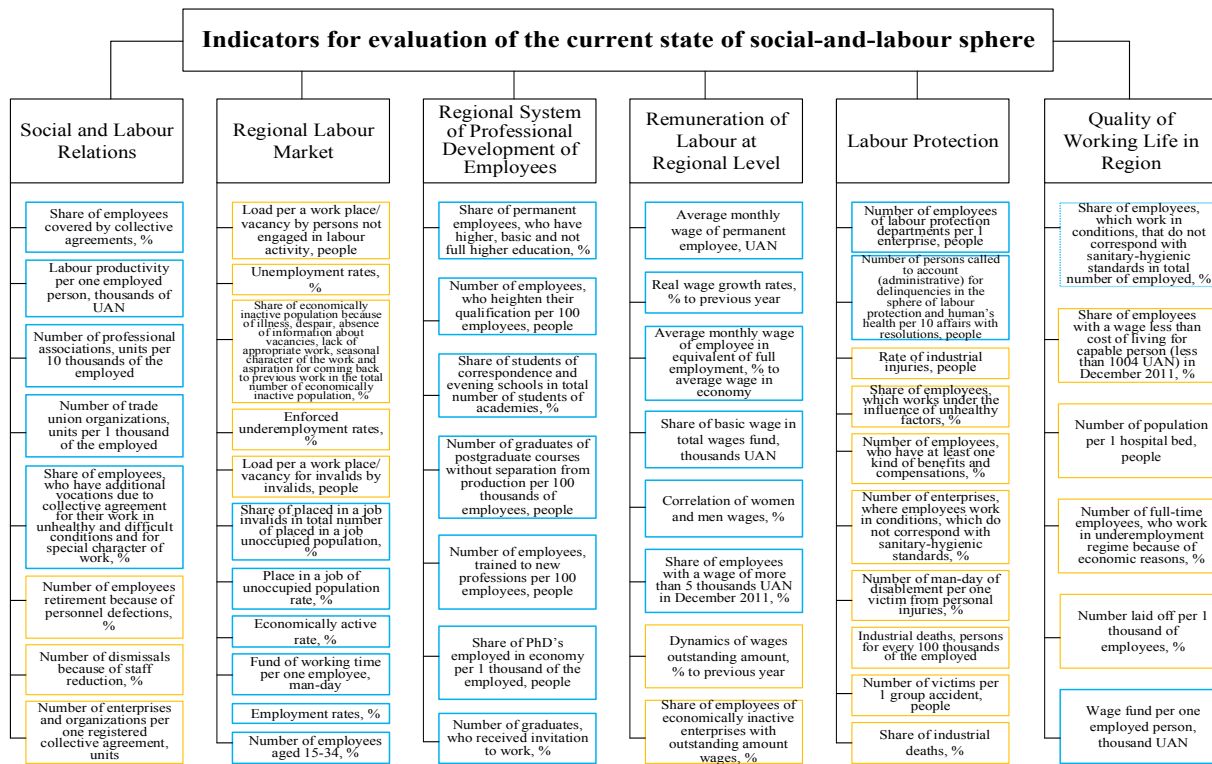 Indicators for evaluation of the current state of social-and-labour sphere
Social and Labour
Relations
Share of employees
covered by collective
agreements, %
Labour productivity
per one employed
person, thousands of
UAN
Number of professional
associations, units per
10 thousands of the
employed
Number of trade
union organizations,
units per 1 thousand
of the employed
Share of employees,
who have additional
vocations due to
collective agreement
for their work in
unhealthy and difficult
conditions and for
special character of
work, %
Number of employees
retirement because of
personnel defections,
%
Number of dismissals
because of staff
reduction, %
Number of enterprises
and organizations per
one registered
collective agreement,
units
Regional Labour
Market
Load per a work place/
vacancy by persons not
engaged in labour
activity, people
Unemployment rates,
%
Share of economically
inactive population because
of illness, despair, absence
of information about
vacancies, lack of
appropriate work, seasonal
character of the work and
aspiration for coming back
to previous work in the total
number of economically
inactive population, %
Enforced
underemployment rates,
%
Load per a work place/
vacancy for invalids by
invalids, people
Share of placed in a job
invalids in total number
of placed in a job
unoccupied population,
%
Place in a job of
unoccupied population
rate, %
Economically active
rate, %
Fund of working time
per one employee,
man-day
Employment rates, %
Number of employees
aged 15-34, %
Regional System
of Professional
Development of
Employees
Share of permanent
employees, who have
higher, basic and not
full higher education, %
Number of employees,
who heighten their
qualification per 100
employees, people
Share of students of
correspondence and
evening schools in total
number of students of
academies, %
Number of graduates of
postgraduate courses
without separation from
production per 100
thousands of
employees, people
Number of employees,
trained to new
professions per 100
employees, people
Share of PhD's
employed in economy
per 1 thousand of the
employed, people
Number of graduates,
who received invitation
to work, %
Remuneration of
Labour at
Regional Level
Average monthly
wage of permanent
employee, UAN
Real wage growth rates,
% to previous year
Average monthly wage
of employee in
equivalent of full
employment, % to
average wage in
economy
Share of basic wage in
total wages fund,
thousands UAN
Correlation of women
and men wages, %
Share of employees
with a wage of more
than 5 thousands UAN
in December 2011, %
Dynamics of wages
outstanding amount,
% to previous year
Share of employees of
economically inactive
enterprises with
outstanding amount
wages, %
Labour Protection
Number of employees
of labour protection
departments per 1
enterprise, people
Number of persons called
to account
(administrative) for
delinquencies in the
sphere of labour
protection and human's
health per 10 affairs with
resolutions, people
Rate of industrial
injuries, people
Share of employees,
which works under the
influence of unhealthy
factors, %
Number of employees,
who have at least one
kind of benefits and
compensations, %
Number of enterprises,
where employees work
in conditions, which do
not correspond with
sanitary-hygienic
standards, %
Number of man-day of
disablement per one
victim from personal
injuries, %
Industrial deaths, persons
for every 100 thousands
of the employed
Number of victims per
1 group accident,
people
Share of industrial
deaths, %
Quality of
Working Life in
Region
Share of employees,
which work in
conditions, that do not
correspond with
sanitary-hygienic
standards in total
number of employed, %
Share of employees
with a wage less than
cost of living for
capable person (less
than 1004 UAN) in
December 2011, %
Number of population
per 1 hospital bed,
people
Number of full-time
employees, who work
in underemployment
regime because of
economic reasons, %
Number laid off per 1
thousand of
employees, %
Wage fund per one
employed person,
thousand UAN